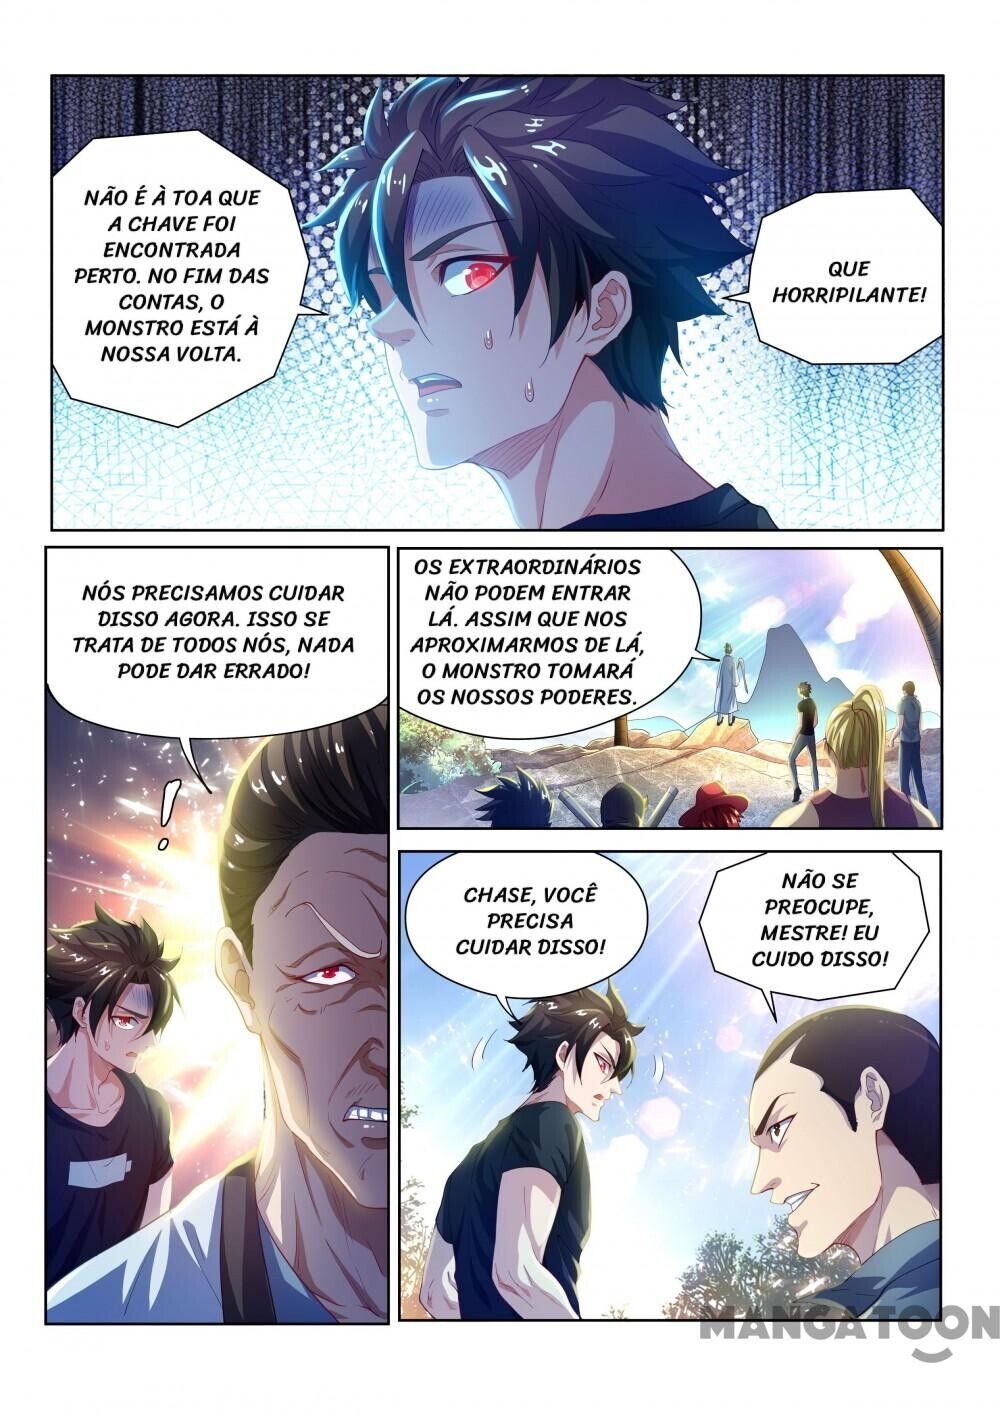 NÃO É À TOA QUE
A CHAVE FOI
ENCONTRADA
PERTO. NO FIM DAS
CONTAS, O
MONSTRO ESTÁ À
NOSSA VOLTA.
QUE
HORRIPILANTE!
NÓS PRECISAMOS CUIDAR
DISSO AGORA. ISSO SE
TRATA DE TODOS NÓS, NADA
PODE DAR ERRADO!
!
OS EXTRAORDINÁRIOS
NÃO PODEM ENTRAR
LÁ. ASSIM QUE NOS
APROXIMARMOS DE LÁ,
O MONSTRO TOMARÁ
OS NOSSOS PODERES.
CHASE, VOCÊ
PRECISA
CUIDAR DISSO!
NÃO SE
PREOCUPE,
MESTRE! EU
CUIDO DISSO!
MANGATOON